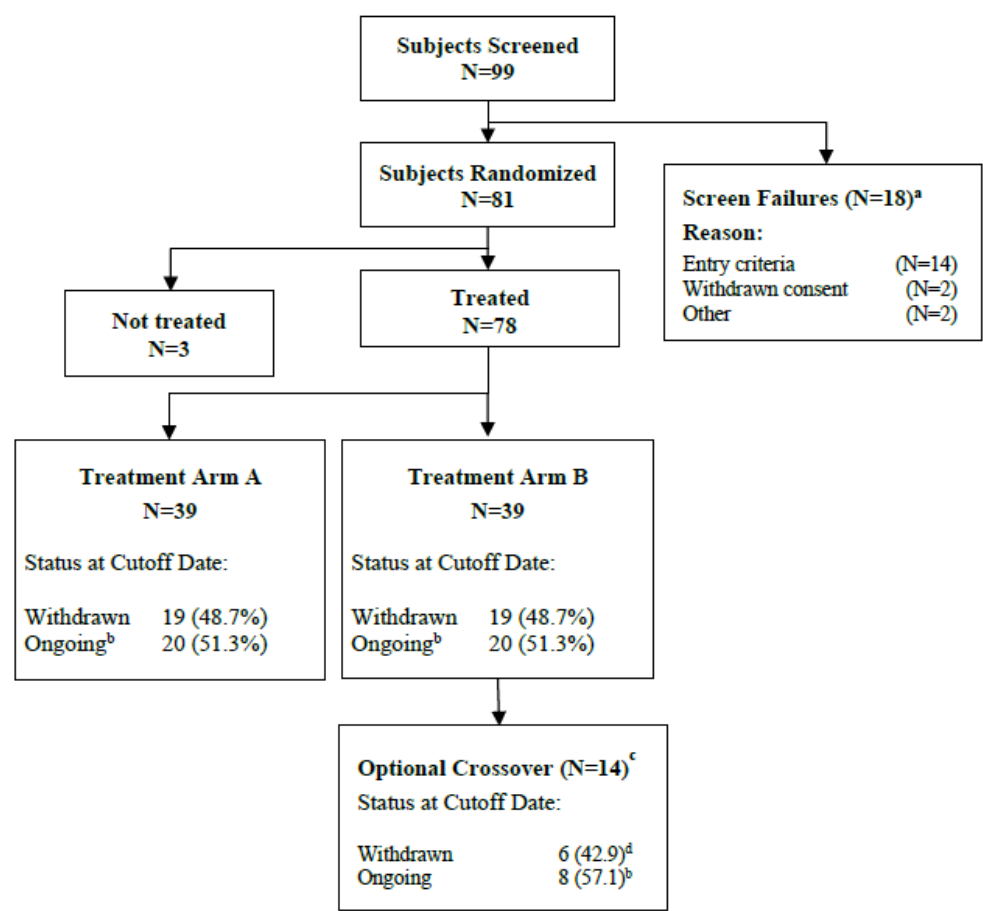 Subjects Screened
N=99
Subjects Randomized
N=81
Screen Failures (N=18)ᵃ
Reason:
Entry criteria (N=14)
Withdrawn consent (N=2)
Other (N=2)
Not treated
N=3
Treated
N=78
Treatment Arm A
N=39
Status at Cutoff Date:
Withdrawn 19 (48.7%)
Ongoingᵇ 20 (51.3%)
Treatment Arm B
N=39
Status at Cutoff Date:
Withdrawn 19 (48.7%)
Ongoingᵇ 20 (51.3%)
Optional Crossover (N=14)ᶜ
Status at Cutoff Date:
Withdrawn 6 (42.9)ᵈ
Ongoing 8 (57.1)ᵇ